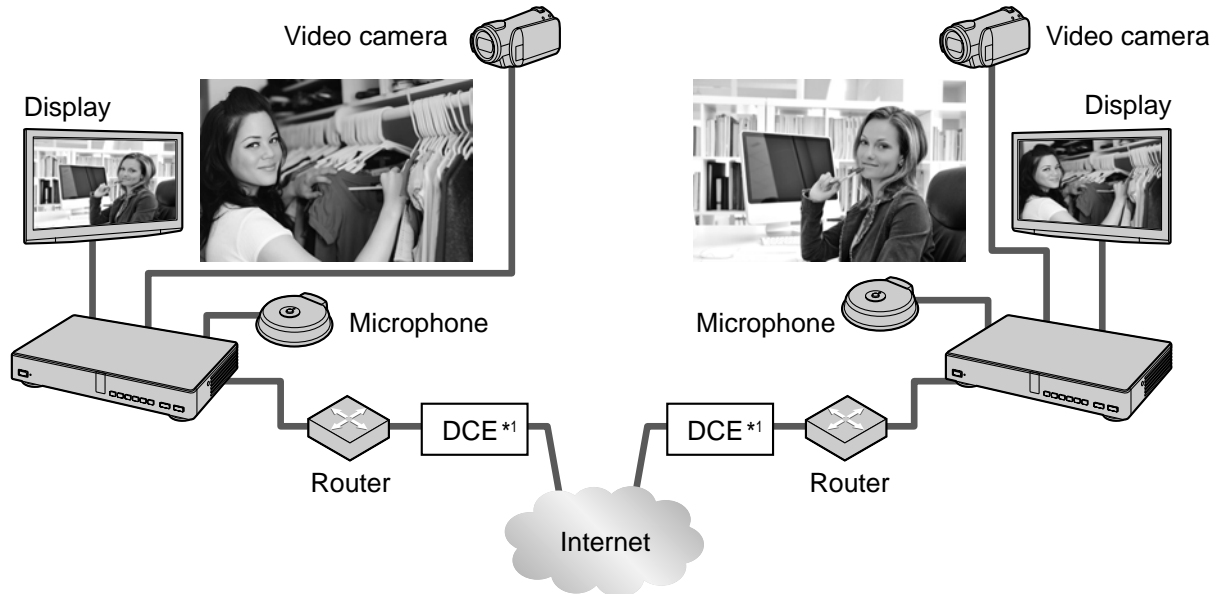 Video camera
Video camera
Display
Display
Microphone
Microphone
DCE *1
DCE *1
Router
Router
Internet